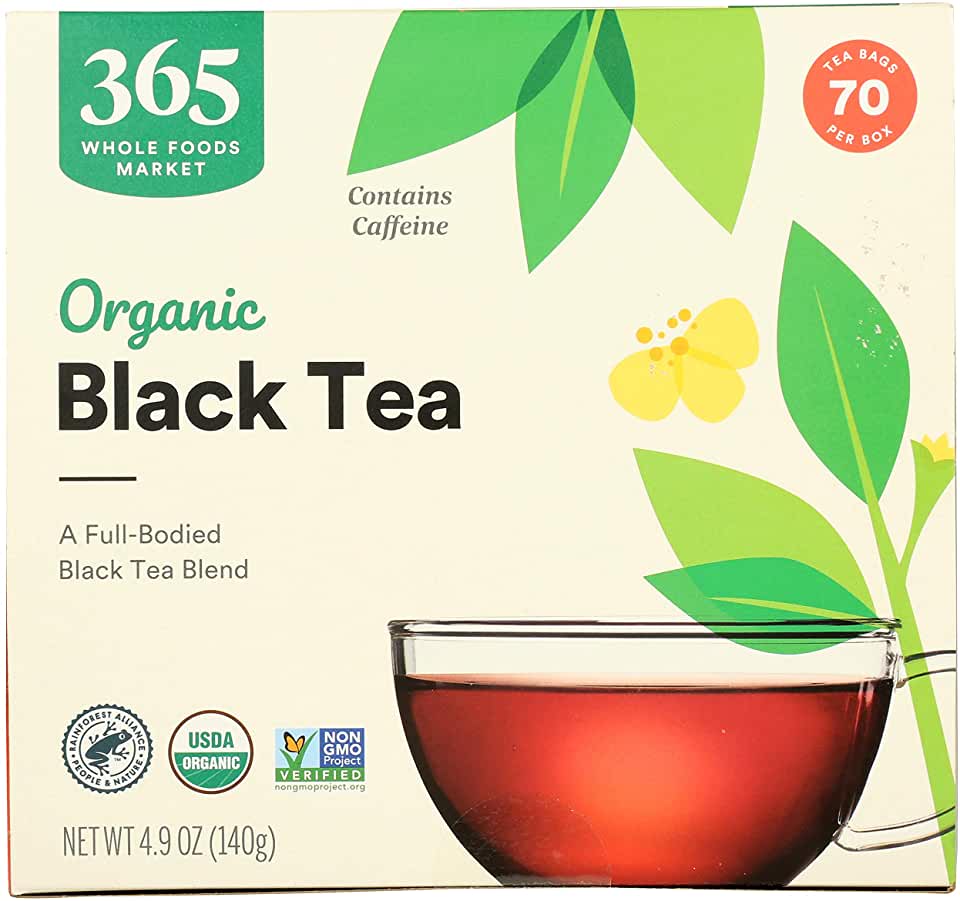 365
WHOLE FOODS
MARKET
TEA BAGS
70
PER BOX
Contains
Caffeine
Organic
Black Tea
A Full-Bodied
Black Tea Blend
RAINFOREST ALLIANCE
PEOPLE & NATURE
TM
USDA
ORGANIC
NON
GMO
Project
VERIFIED
nongmoproject.org
NET WT 4.9 OZ (140g)